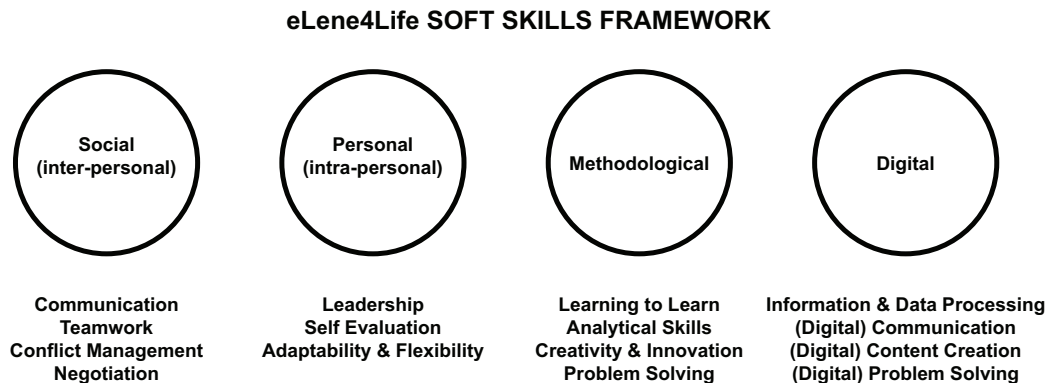 eLene4Life SOFT SKILLS FRAMEWORK
Social
(inter-personal)
Personal
(intra-personal)
Methodological
Digital
Communication
Teamwork
Conflict Management
Negotiation
Leadership
Self Evaluation
Adaptability & Flexibility
Learning to Learn
Analytical Skills
Creativity & Innovation
Problem Solving
Information & Data Processing
(Digital) Communication
(Digital) Content Creation
(Digital) Problem Solving